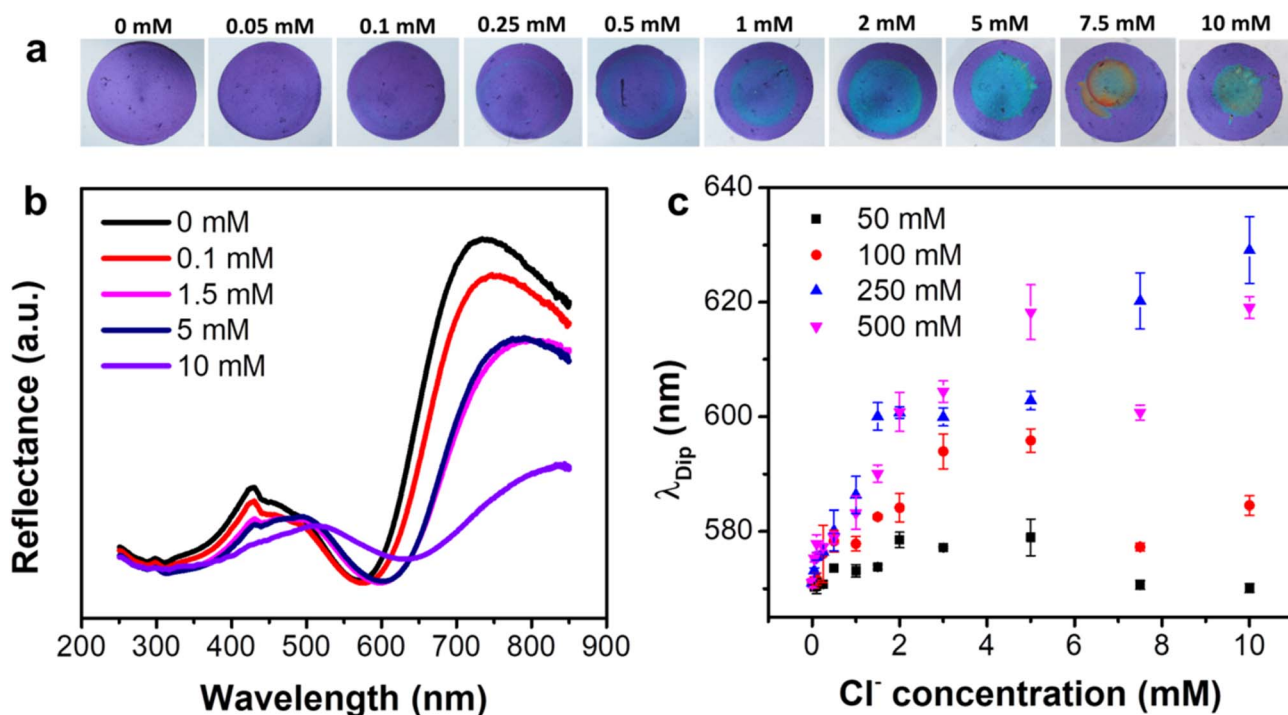 a
0 mM 0.05 mM 0.1 mM 0.25 mM 0.5 mM 1 mM 2 mM 5 mM 7.5 mM 10 mM
b
0 mM
0.1 mM
1.5 mM
5 mM
10 mM
Reflectance (a.u.)
200 300 400 500 600 700 800 900
Wavelength (nm)
c
50 mM
100 mM
250 mM
500 mM
640
620
600
580
λDip (nm)
0 2 4 6 8 10
Cl- concentration (mM)